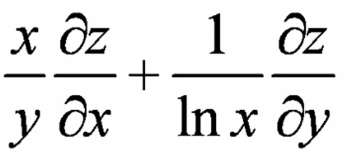 x/y ∂z/∂x + 1/ln x ∂z/∂y